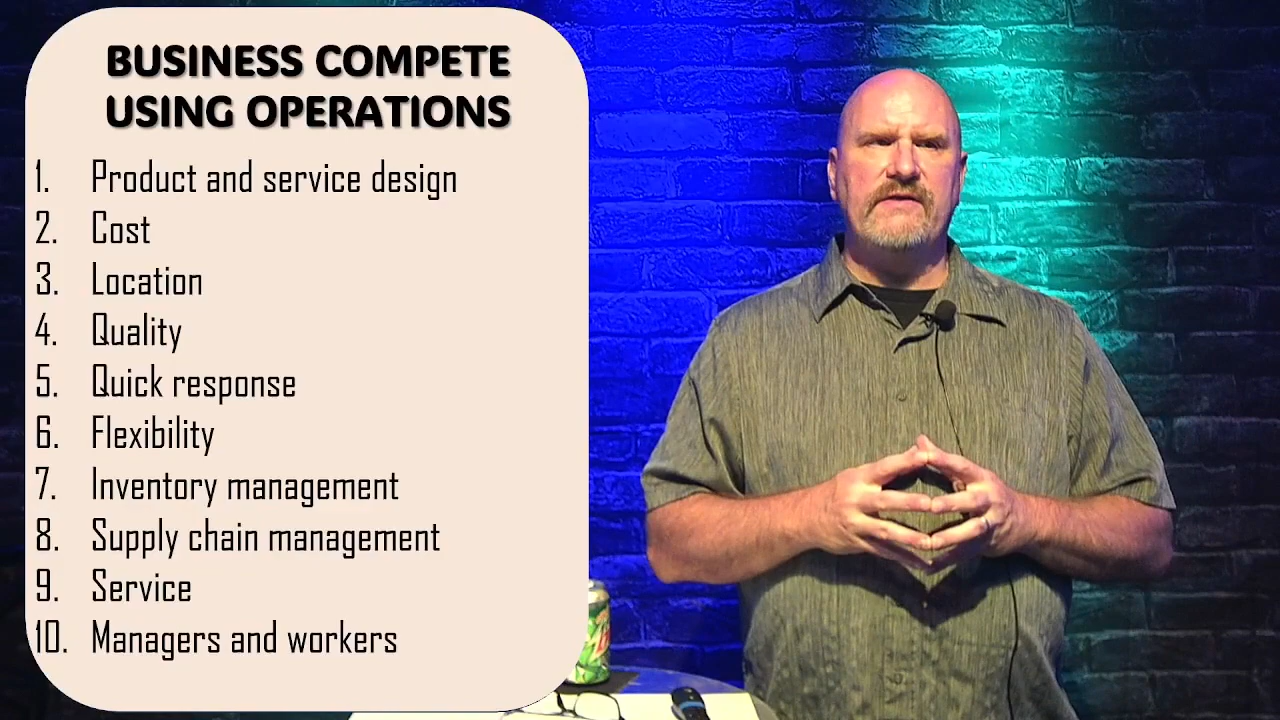 BUSINESS COMPETE
USING OPERATIONS
1. Product and service design
2. Cost
3. Location
4. Quality
5. Quick response
6. Flexibility
7. Inventory management
8. Supply chain management
9. Service
10. Managers and workers